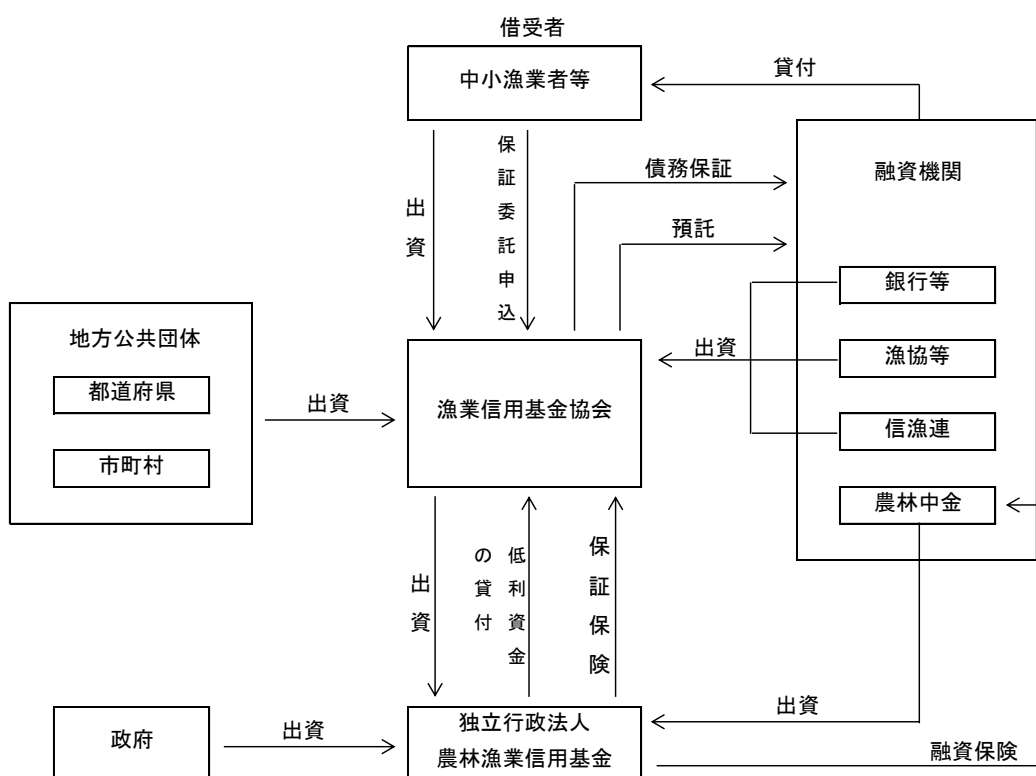 借受者
中小漁業者等
貸付
融資機関
出資
保証委託申込
債務保証
預託
銀行等
漁協等
信漁連
農林中金
出資
地方公共団体
都道府県
市町村
出資
漁業信用基金協会
出資
低利資金
の貸付
保証保険
出資
政府
出資
独立行政法人
農林漁業信用基金
融資保険